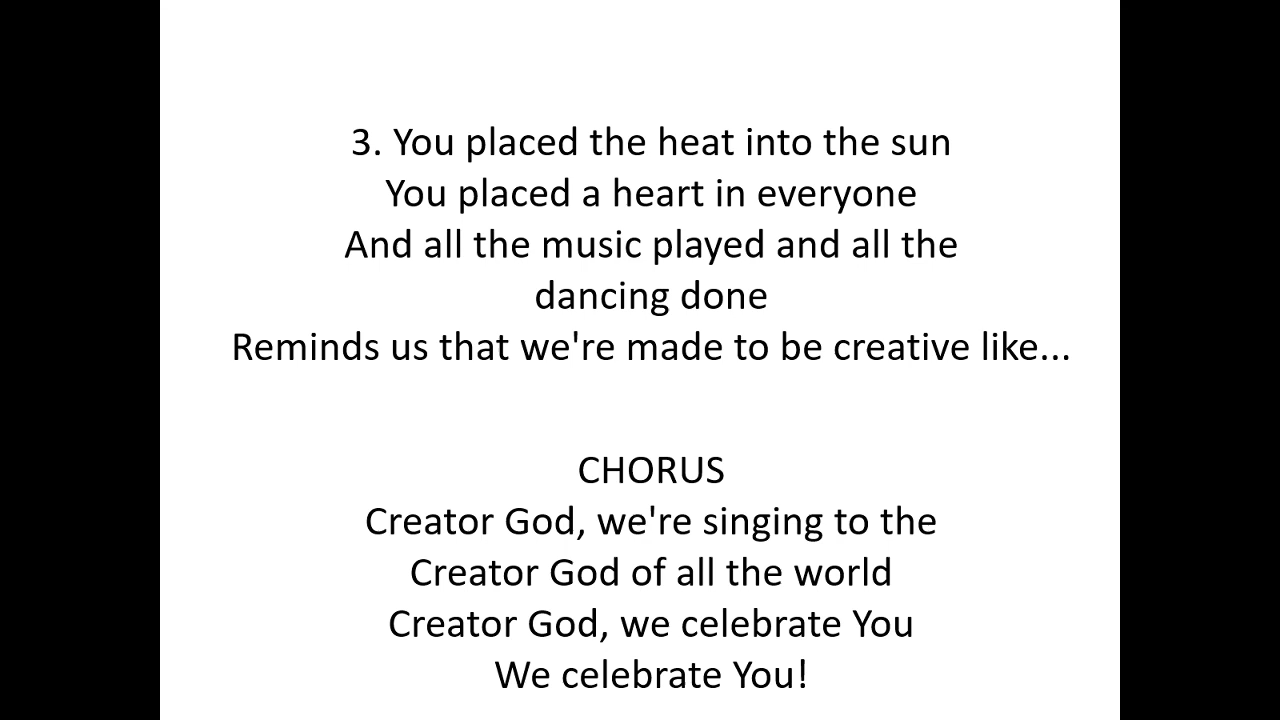 3. You placed the heat into the sun
You placed a heart in everyone
And all the music played and all the
dancing done
Reminds us that we're made to be creative like...
CHORUS
Creator God, we're singing to the
Creator God of all the world
Creator God, we celebrate You
We celebrate You!